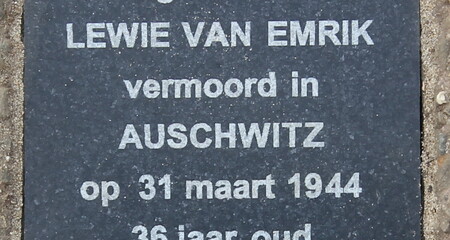 LEWIE VAN EMRIK
vermoord in
AUSCHWITZ
op 31 maart 1944
36 jaar oud